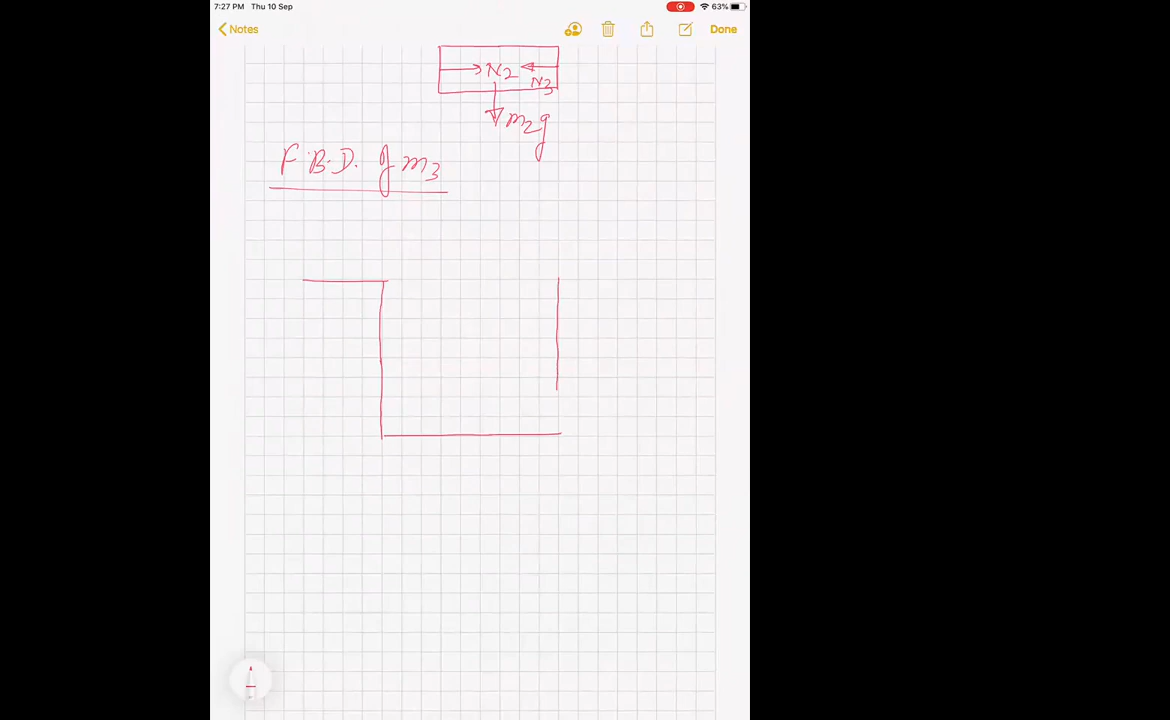 7:27 PM Thu 10 Sep 63%
Notes Done
N2 N3
m2g
F.B.D. of m3